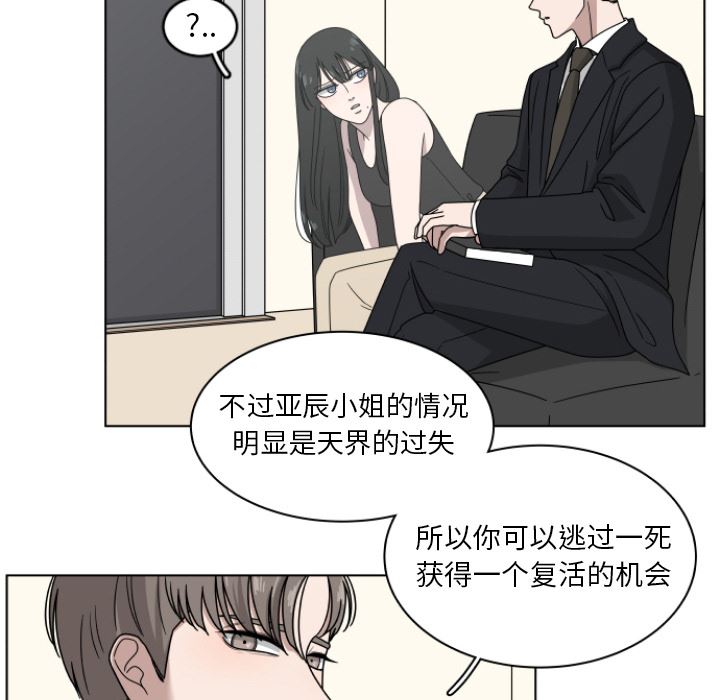 ?..
不过亚辰小姐的情况
明显是天界的过失
所以你可以逃过一死
获得一个复活的机会